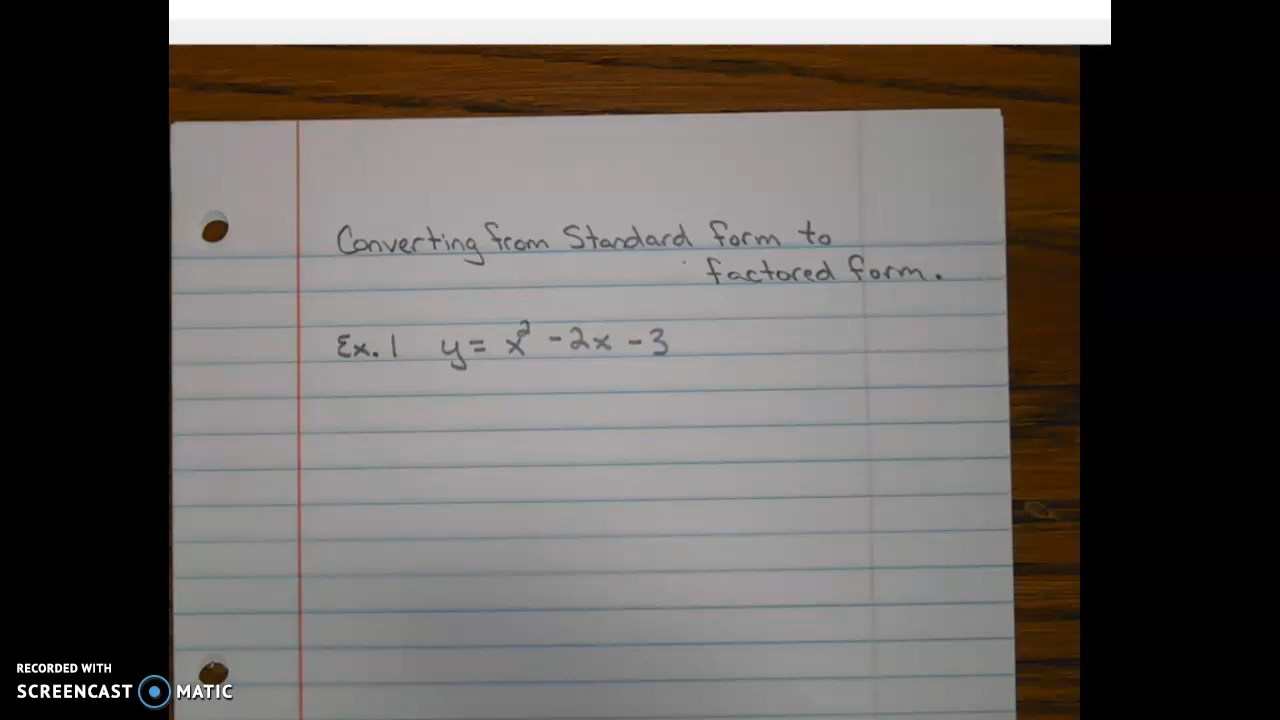 Converting from Standard form to
factored form.
Ex. 1 y = x² - 2x - 3
RECORDED WITH
SCREENCAST MATIC